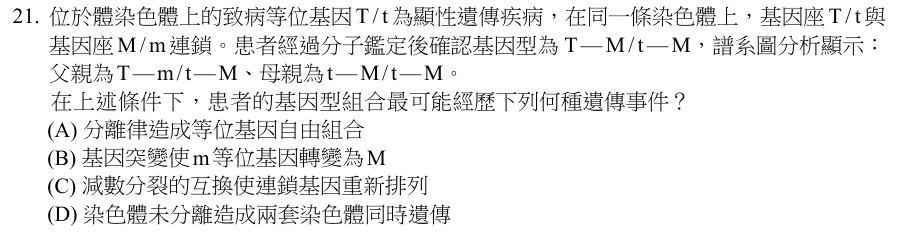 21. 位於體染色體上的致病等位基因T/t為顯性遺傳疾病，在同一條染色體上，基因座T/t與
基因座M/m連鎖。患者經過分子鑑定後確認基因型為 T—M/t—M，譜系圖分析顯示：
父親為T—m/t—M、母親為t—M/t—M。
在上述條件下，患者的基因型組合最可能經歷下列何種遺傳事件？
(A) 分離律造成等位基因自由組合
(B) 基因突變使m等位基因轉變為M
(C) 減數分裂的互換使連鎖基因重新排列
(D) 染色體未分離造成兩套染色體同時遺傳